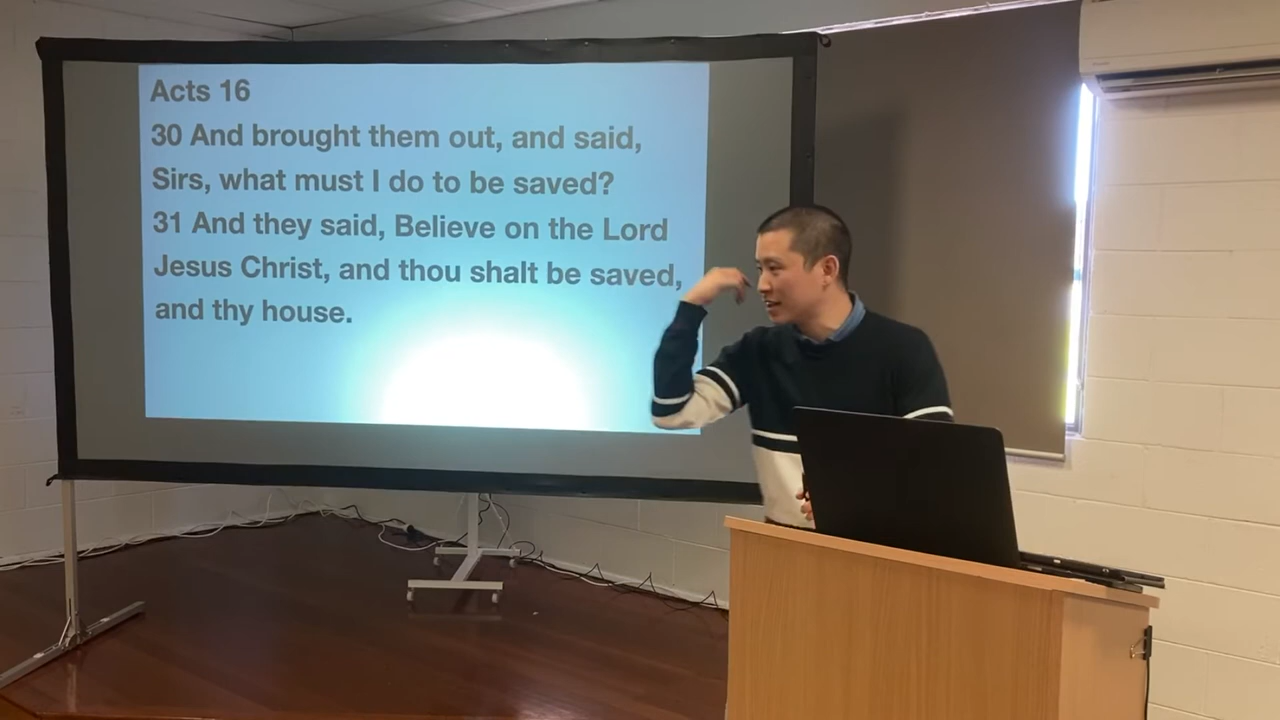 Acts 16
30 And brought them out, and said,
Sirs, what must I do to be saved?
31 And they said, Believe on the Lord
Jesus Christ, and thou shalt be saved,
and thy house.